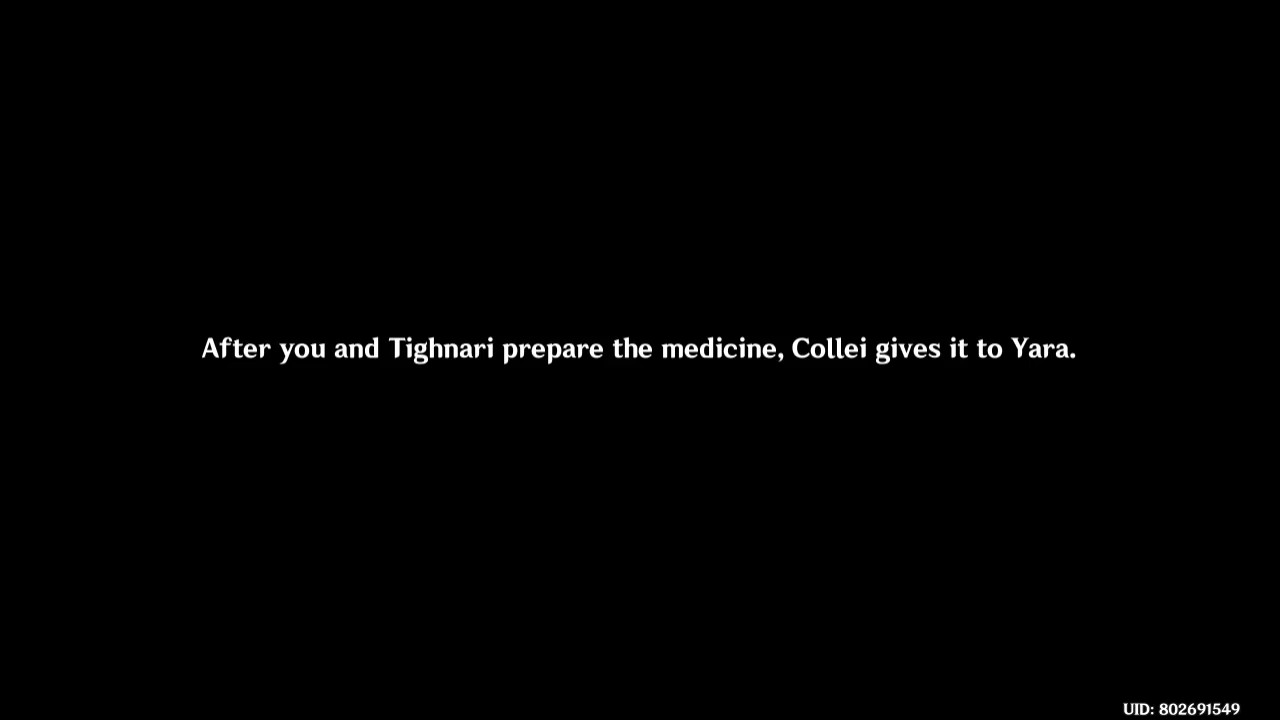 After you and Tighnari prepare the medicine, Collei gives it to Yara.
UID: 802691549